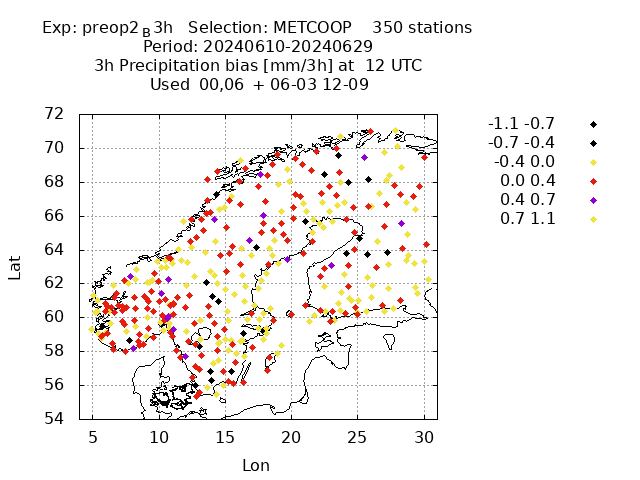 Exp: preop2_B 3h   Selection: METCOOP    350 stations
Period: 20240610-20240629
3h Precipitation bias [mm/3h] at  12 UTC
Used  00,06  + 06-03 12-09
72
70
68
66
64
62
60
58
56
54
5 10 15 20 25 30
Lat
Lon
-1.1 -0.7
-0.7 -0.4
-0.4 0.0
0.0 0.4
0.4 0.7
0.7 1.1